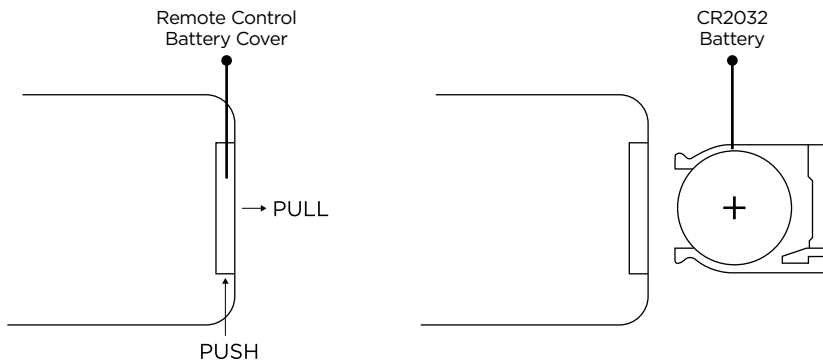 Remote Control
Battery Cover
CR2032
Battery
PULL
+
PUSH